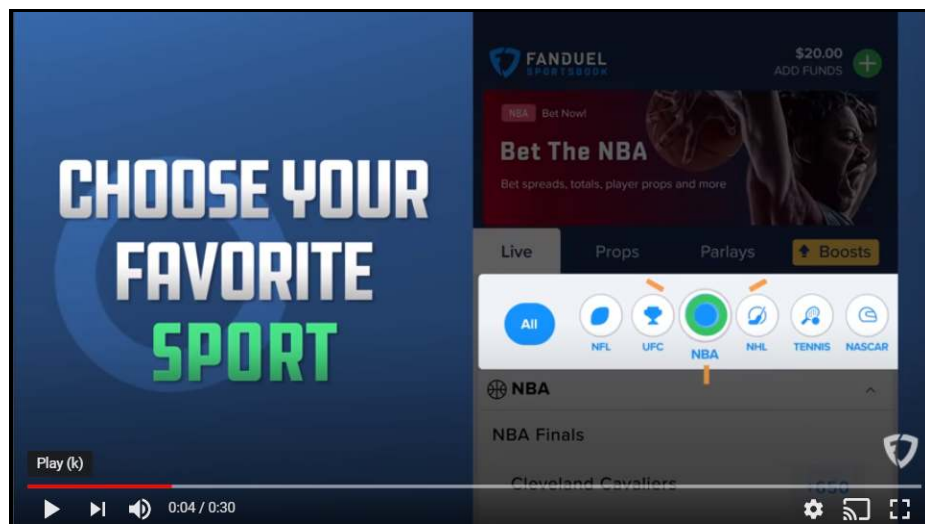 CHOOSE YOUR
FAVORITE
SPORT
FANDUEL
SPORTSBOOK
$20.00
ADD FUNDS
NBA Bet Now!
Bet The NBA
Bet spreads, totals, player props and more
Live Props Parlays Boosts
All NFL UFC NBA NHL TENNIS NASCAR
NBA
NBA Finals
Cleveland Cavaliers +650
Play (k)
0:04 / 0:30